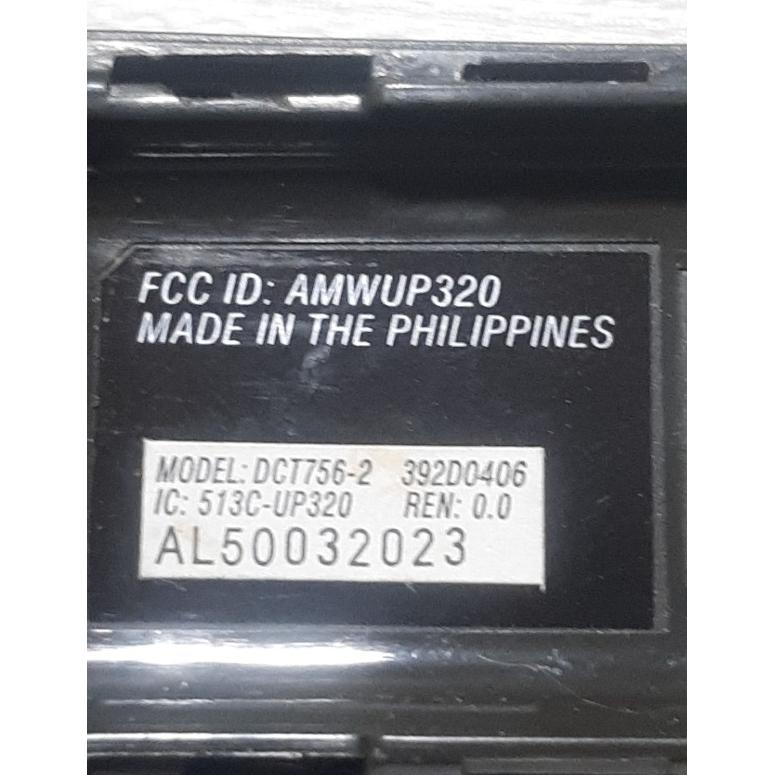 FCC ID: AMWUP320
MADE IN THE PHILIPPINES
MODEL: DCT756-2 392D0406
IC: 513C-UP320 REN: 0.0
AL50032023